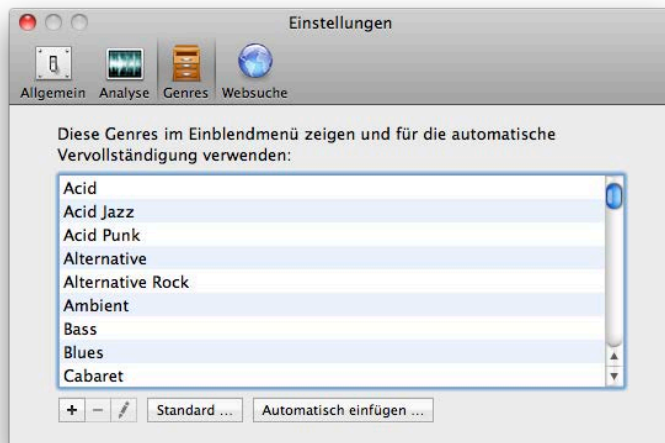 Einstellungen
Allgemein Analyse Genres Websuche
Diese Genres im Einblendmenü zeigen und für die automatische
Vervollständigung verwenden:
Acid
Acid Jazz
Acid Punk
Alternative
Alternative Rock
Ambient
Bass
Blues
Cabaret
+ − Standard ... Automatisch einfügen ...